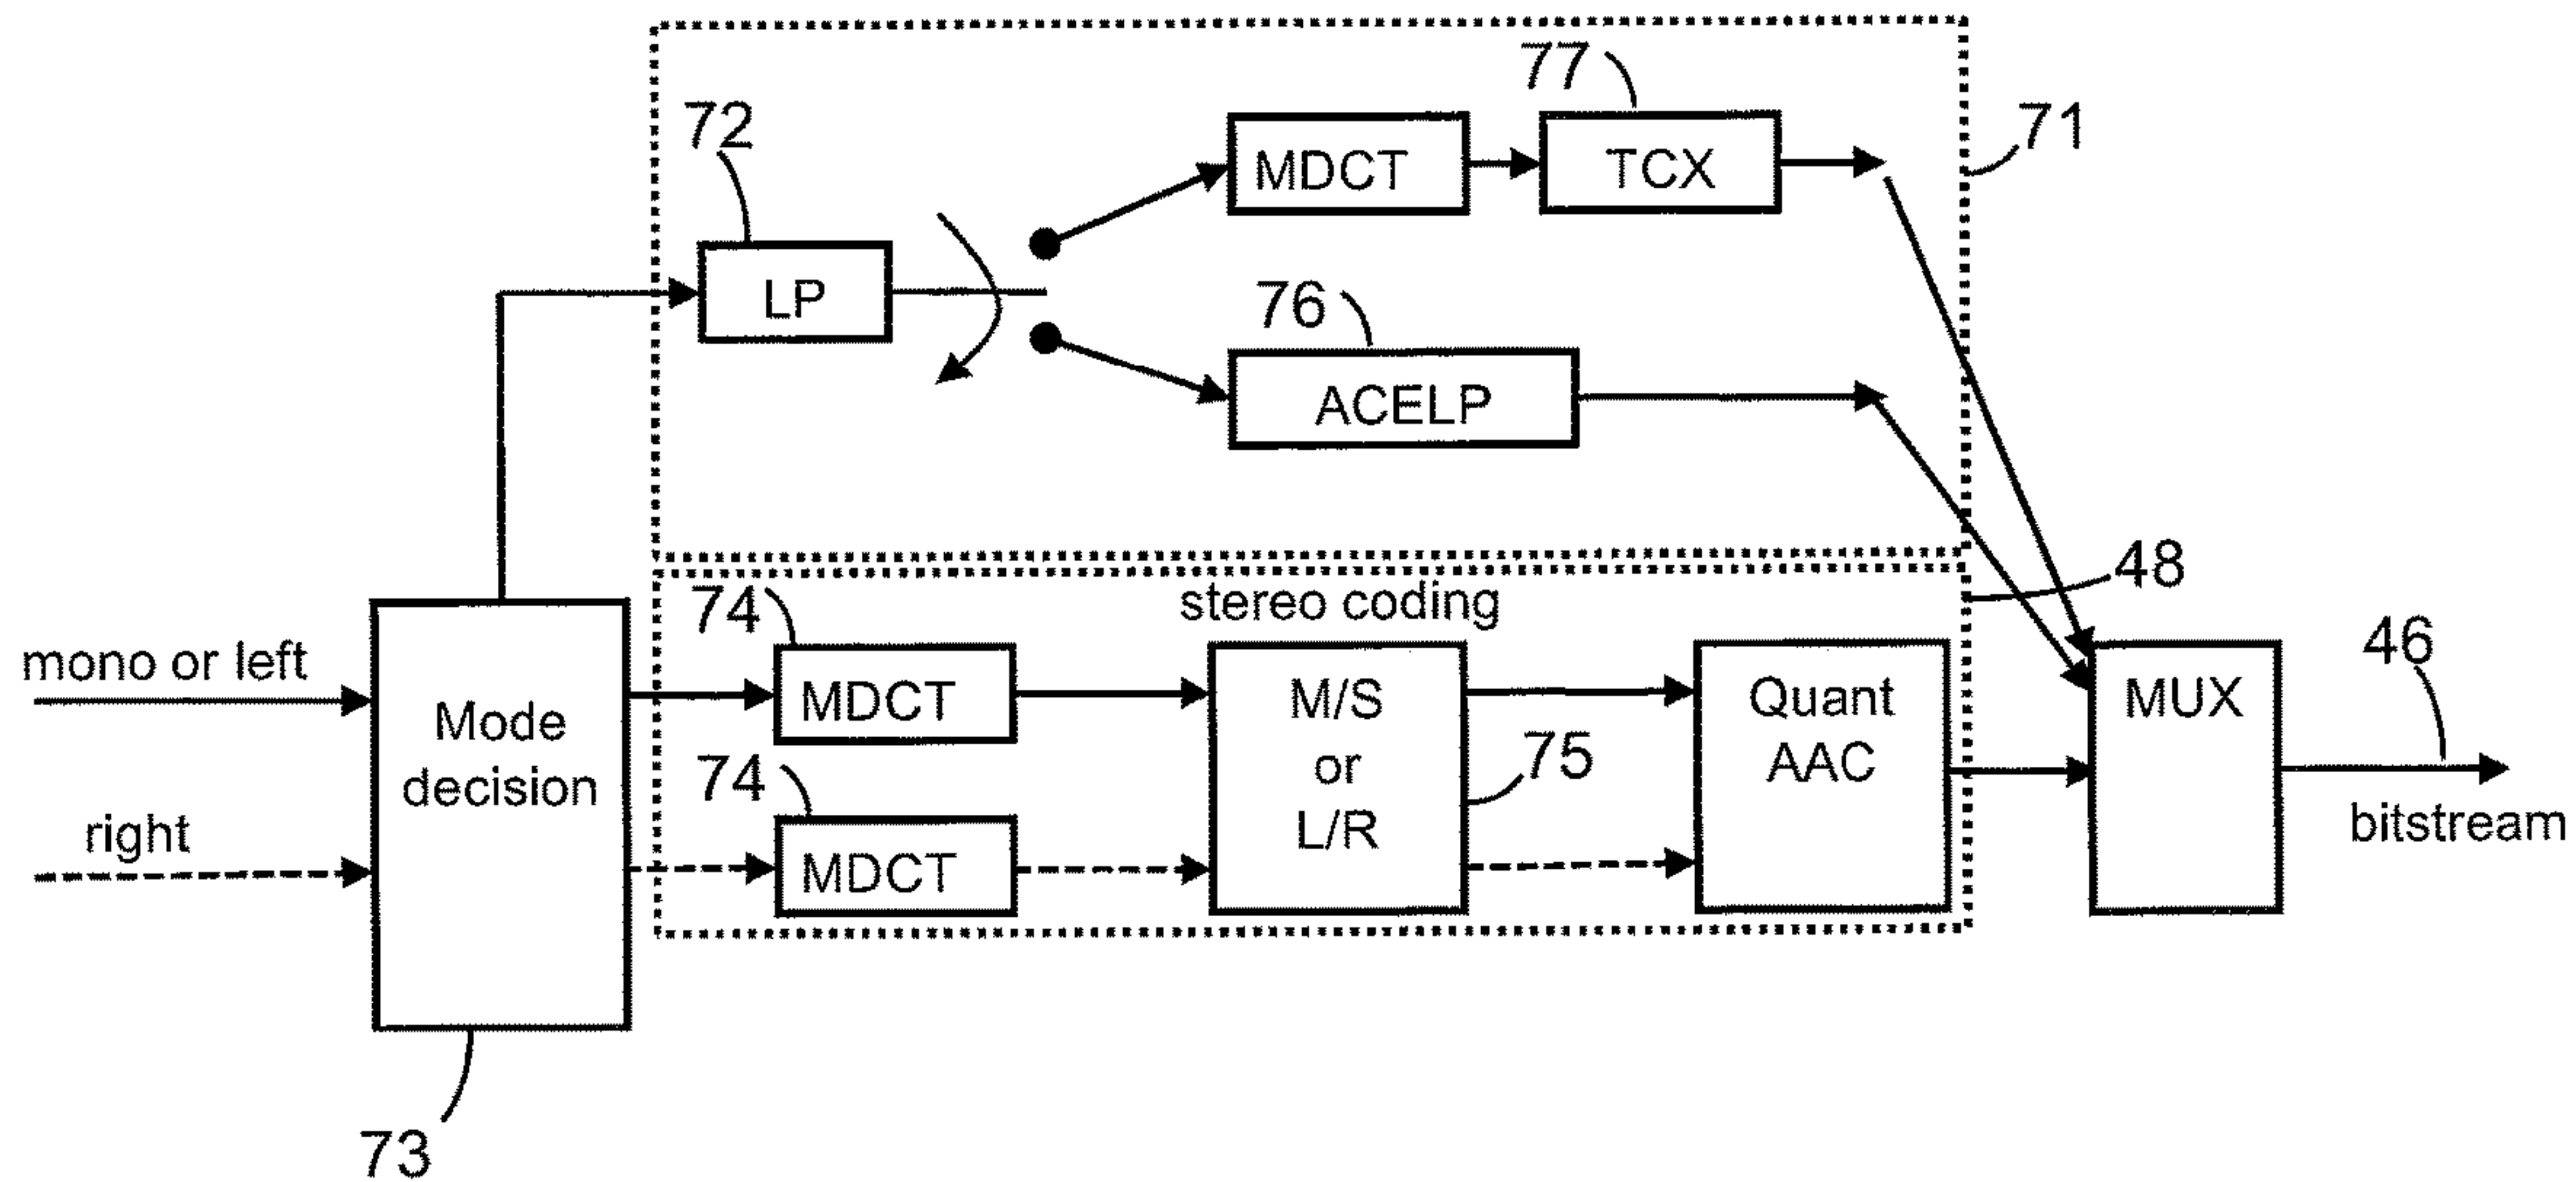 77
72
71
MDCT
TCX
LP
76
ACELP
48
74
stereo coding
mono or left
46
MDCT
M/S
or
L/R
Quant
AAC
MUX
Mode
decision
75
74
right
bitstream
MDCT
73